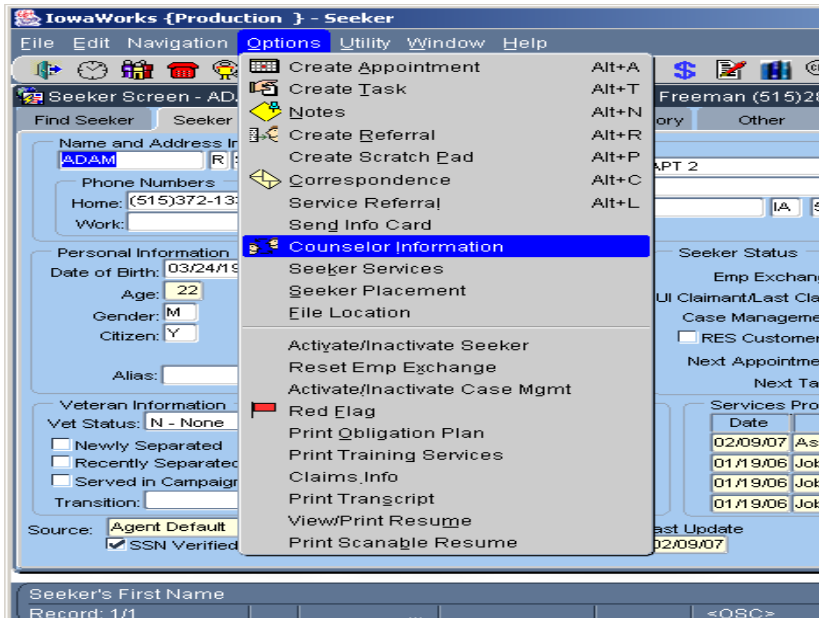 IowaWorks {Production } - Seeker
File Edit Navigation Options Utility Window Help
Seeker Screen - AD
Freeman (515)28
Find Seeker Seeker
ory Other
Name and Address In
ADAM R
APT 2
Phone Numbers
Home: (515)372-13
IA
Work:
Personal Information
Date of Birth: 03/24/19
Age: 22
Gender: M
Citizen: Y
Alias:
Seeker Status
Emp Exchan
UI Claimant/Last Cla
Case Manageme
RES Customer
Next Appointme
Next Ta
Veteran Information
Vet Status: N - None
Newly Separated
Recently Separated
Served in Campaign
Transition:
Services Pro
Date
02/09/07 As
01/19/06 Job
01/19/06 Job
01/19/06 Job
Source: Agent Default
SSN Verified
ast Update
02/09/07
Create Appointment Alt+A
Create Task Alt+T
Notes Alt+N
Create Referral Alt+R
Create Scratch Pad Alt+P
Correspondence Alt+C
Service Referral Alt+L
Send Info Card
Counselor Information
Seeker Services
Seeker Placement
File Location
Activate/Inactivate Seeker
Reset Emp Exchange
Activate/Inactivate Case Mgmt
Red Flag
Print Obligation Plan
Print Training Services
Claims Info
Print Transcript
View/Print Resume
Print Scanable Resume
Seeker's First Name
Record: 1/1 ... <OSC>